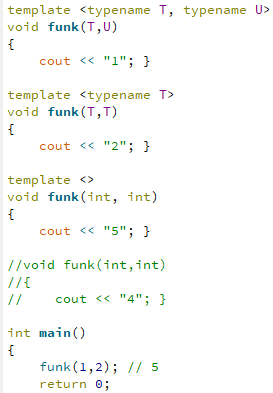 template <typename T, typename U>
void funk(T,U)
{
    cout << "1"; }
template <typename T>
void funk(T,T)
{
    cout << "2"; }
template <>
void funk(int, int)
{
    cout << "5"; }
//void funk(int,int)
//{
//    cout << "4"; }
int main()
{
    funk(1,2); // 5
    return 0;